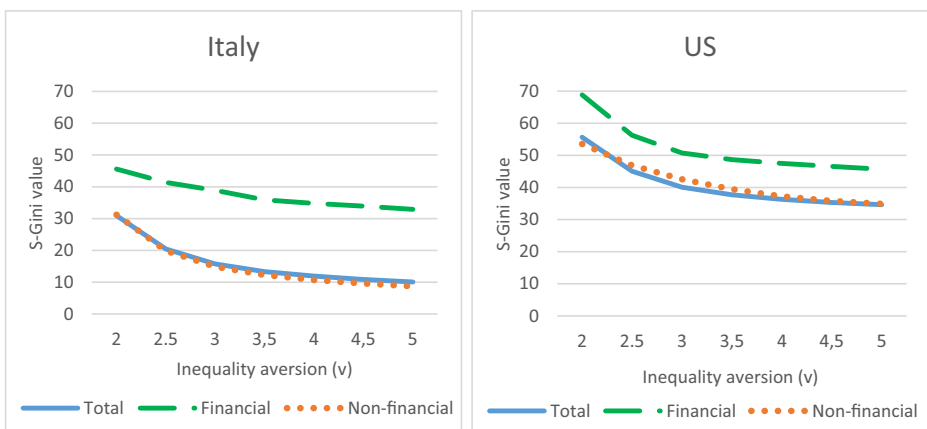 Italy
70
60
50
40
30
20
10
0
S-Gini value
2 2.5 3 3,5 4 4,5 5
Inequality aversion (v)
Total Financial Non-financial
US
70
60
50
40
30
20
10
0
S-Gini value
2 2.5 3 3,5 4 4,5 5
Inequality aversion (v)
Total Financial Non-financial